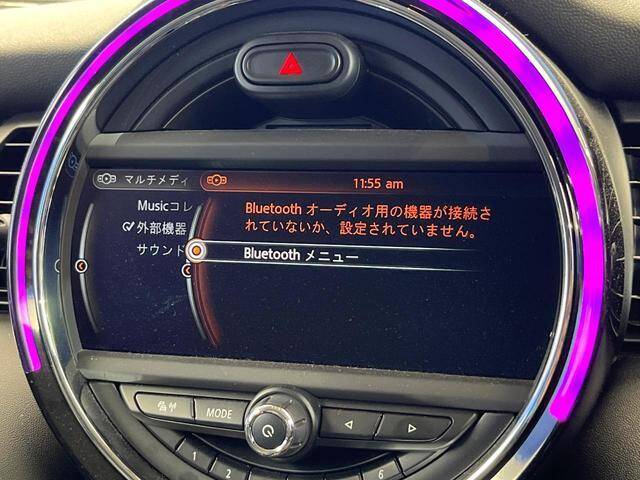 マルチメディ
11:55 am
Musicコレ
外部機器
サウンド
Bluetooth オーディオ用の機器が接続さ
れていないか、設定されていません。
Bluetooth メニュー
MODE
1
2